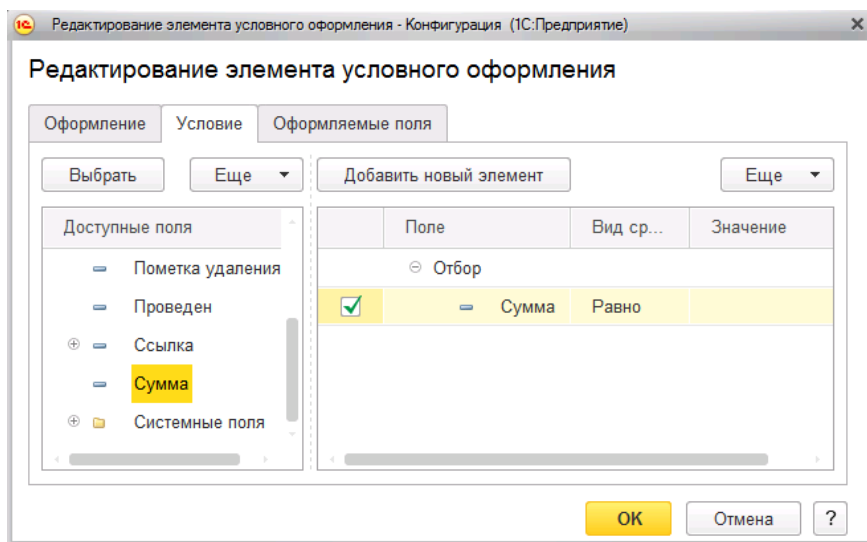 1С Редактирование элемента условного оформления - Конфигурация (1С:Предприятие)
Редактирование элемента условного оформления
Оформление Условие Оформляемые поля
Выбрать Еще Добавить новый элемент Еще
Доступные поля Поле Вид ср... Значение
Пометка удаления Отбор
Проведен Сумма Равно
Ссылка
Сумма
Системные поля
ОК Отмена ?